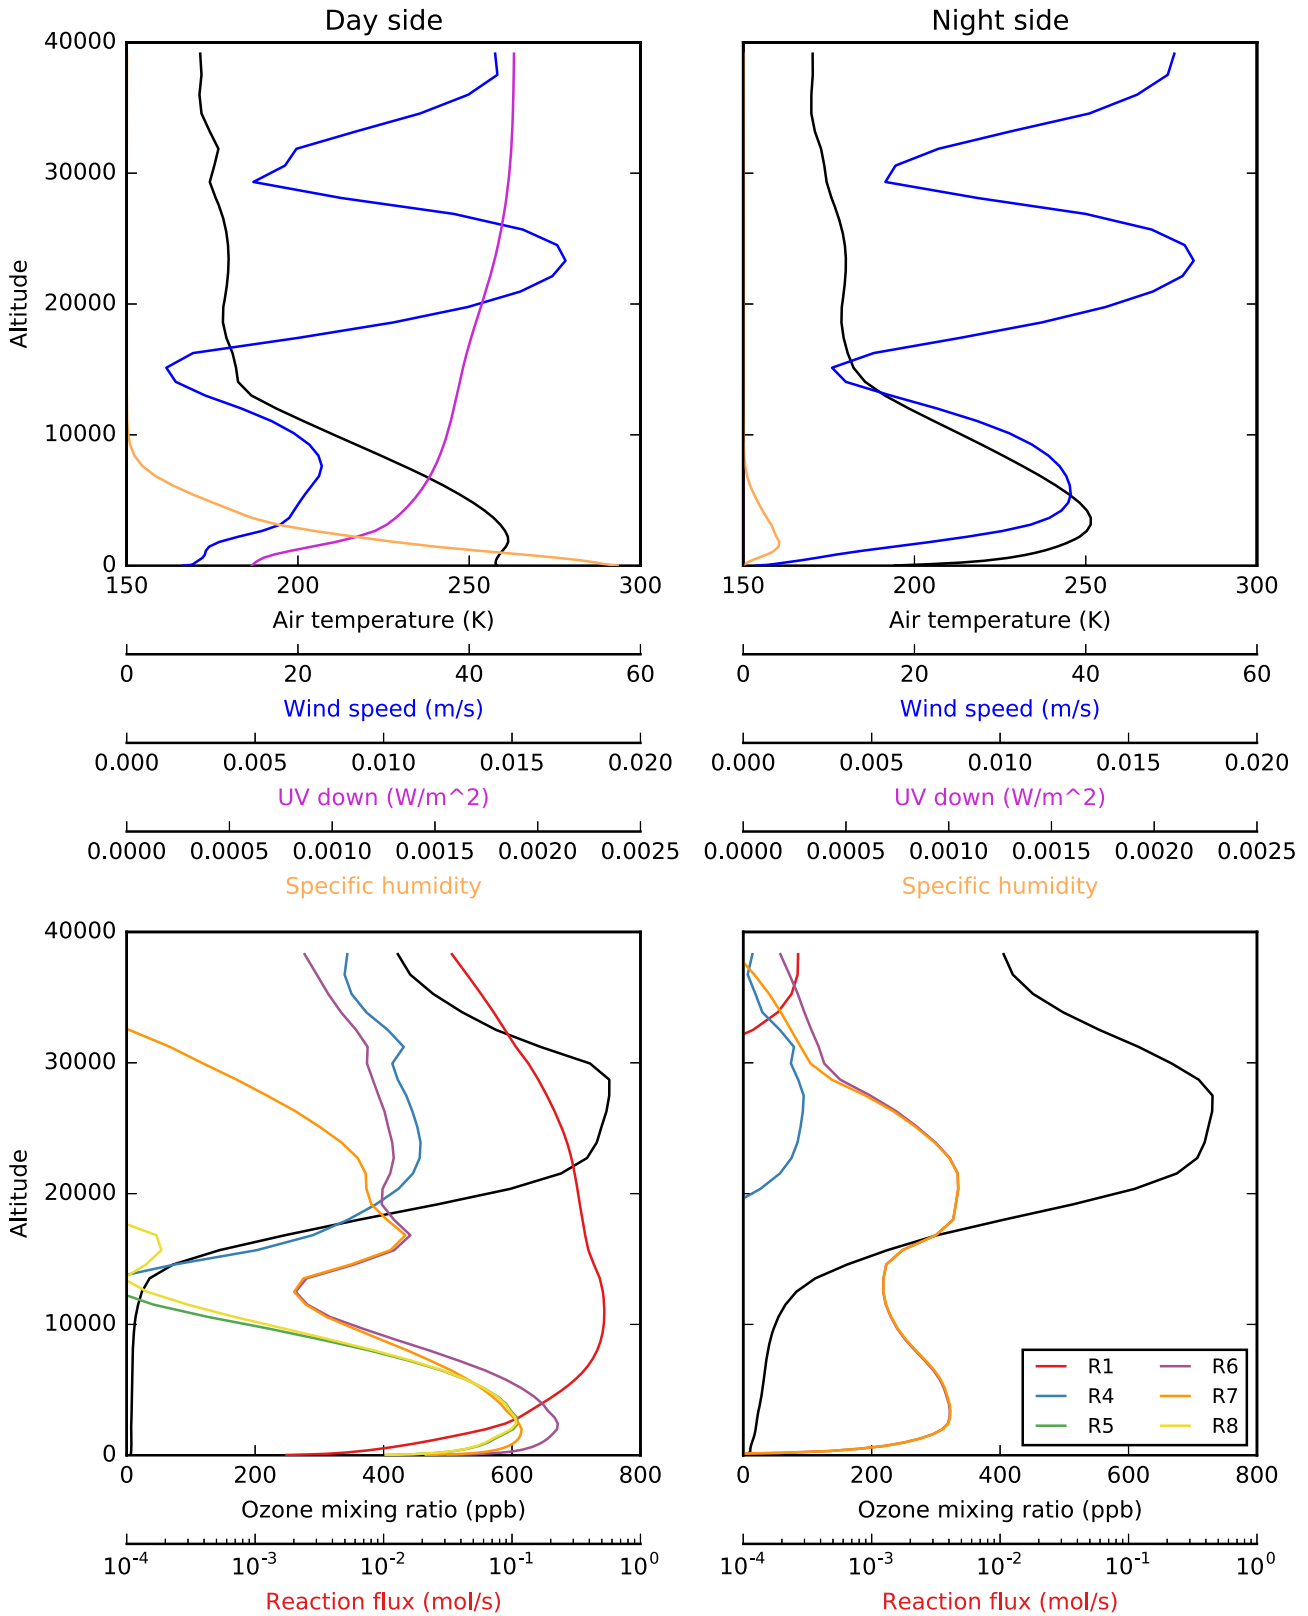 Day side Night side
40000
30000
20000
10000
0
Altitude
150 200 250 300 150 200 250 300
Air temperature (K) Air temperature (K)
0 20 40 60 0 20 40 60
Wind speed (m/s) Wind speed (m/s)
0.000 0.005 0.010 0.015 0.020 0.000 0.005 0.010 0.015 0.020
UV down (W/m^2) UV down (W/m^2)
0.0000 0.0005 0.0010 0.0015 0.0020 0.0025 0.0000 0.0005 0.0010 0.0015 0.0020 0.0025
Specific humidity Specific humidity
40000
30000
20000
10000
0
Altitude
R1 R6
R4 R7
R5 R8
0 200 400 600 800 0 200 400 600 800
Ozone mixing ratio (ppb) Ozone mixing ratio (ppb)
10^-4 10^-3 10^-2 10^-1 10^0 10^-4 10^-3 10^-2 10^-1 10^0
Reaction flux (mol/s) Reaction flux (mol/s)